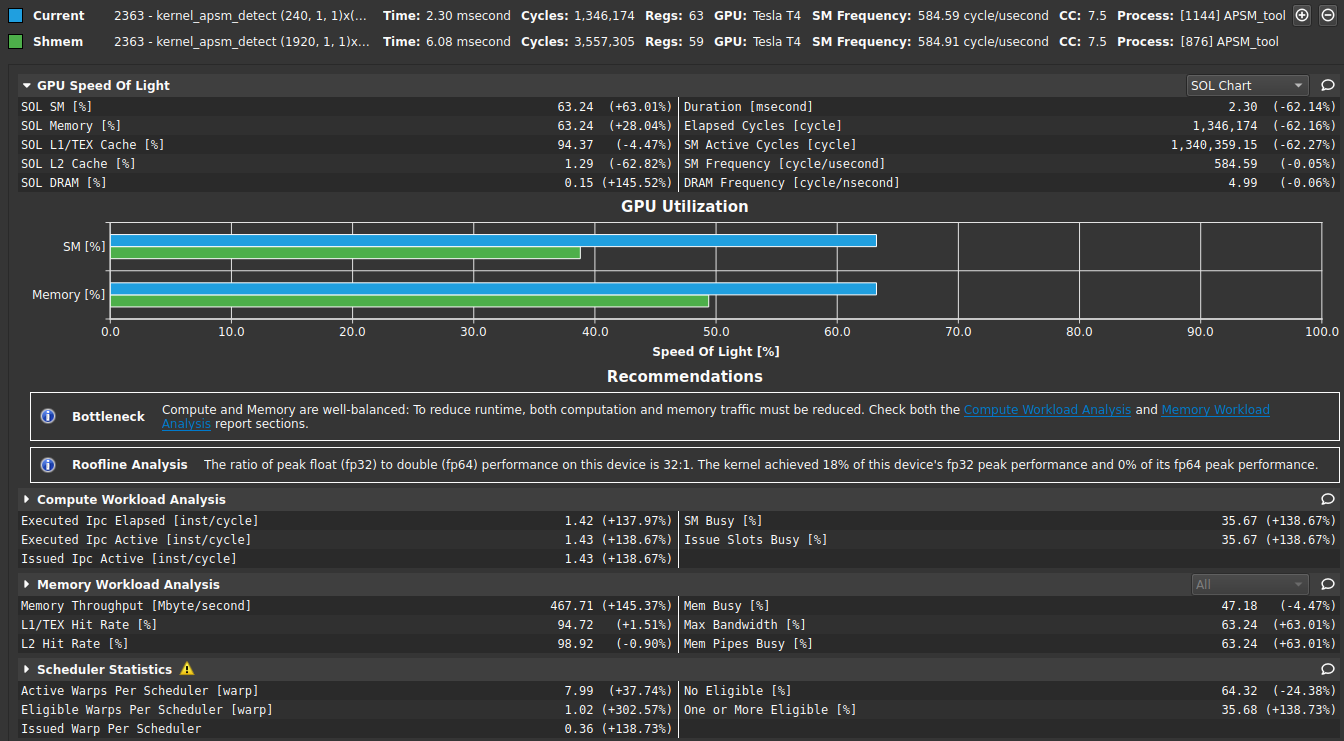 Current 2363 - kernel_apsm_detect (240, 1, 1)x(... Time: 2.30 msecond Cycles: 1,346,174 Regs: 63 GPU: Tesla T4 SM Frequency: 584.59 cycle/usecond CC: 7.5 Process: [1144] APSM_tool
Shmem 2363 - kernel_apsm_detect (1920, 1, 1)x... Time: 6.08 msecond Cycles: 3,557,305 Regs: 59 GPU: Tesla T4 SM Frequency: 584.91 cycle/usecond CC: 7.5 Process: [876] APSM_tool
GPU Speed Of Light SOL Chart
SOL SM [%] 63.24 (+63.01%) Duration [msecond] 2.30 (-62.14%)
SOL Memory [%] 63.24 (+28.04%) Elapsed Cycles [cycle] 1,346,174 (-62.16%)
SOL L1/TEX Cache [%] 94.37 (-4.47%) SM Active Cycles [cycle] 1,340,359.15 (-62.27%)
SOL L2 Cache [%] 1.29 (-62.82%) SM Frequency [cycle/usecond] 584.59 (-0.05%)
SOL DRAM [%] 0.15 (+145.52%) DRAM Frequency [cycle/nsecond] 4.99 (-0.06%)
GPU Utilization
SM [%]
Memory [%]
0.0 10.0 20.0 30.0 40.0 50.0 60.0 70.0 80.0 90.0 100.0
Speed Of Light [%]
Recommendations
Bottleneck Compute and Memory are well-balanced: To reduce runtime, both computation and memory traffic must be reduced. Check both the Compute Workload Analysis and Memory Workload
Analysis report sections.
Roofline Analysis The ratio of peak float (fp32) to double (fp64) performance on this device is 32:1. The kernel achieved 18% of this device's fp32 peak performance and 0% of its fp64 peak performance.
Compute Workload Analysis
Executed Ipc Elapsed [inst/cycle] 1.42 (+137.97%) SM Busy [%] 35.67 (+138.67%)
Executed Ipc Active [inst/cycle] 1.43 (+138.67%) Issue Slots Busy [%] 35.67 (+138.67%)
Issued Ipc Active [inst/cycle] 1.43 (+138.67%)
Memory Workload Analysis All
Memory Throughput [Mbyte/second] 467.71 (+145.37%) Mem Busy [%] 47.18 (-4.47%)
L1/TEX Hit Rate [%] 94.72 (+1.51%) Max Bandwidth [%] 63.24 (+63.01%)
L2 Hit Rate [%] 98.92 (-0.90%) Mem Pipes Busy [%] 63.24 (+63.01%)
Scheduler Statistics
Active Warps Per Scheduler [warp] 7.99 (+37.74%) No Eligible [%] 64.32 (-24.38%)
Eligible Warps Per Scheduler [warp] 1.02 (+302.57%) One or More Eligible [%] 35.68 (+138.73%)
Issued Warp Per Scheduler 0.36 (+138.73%)